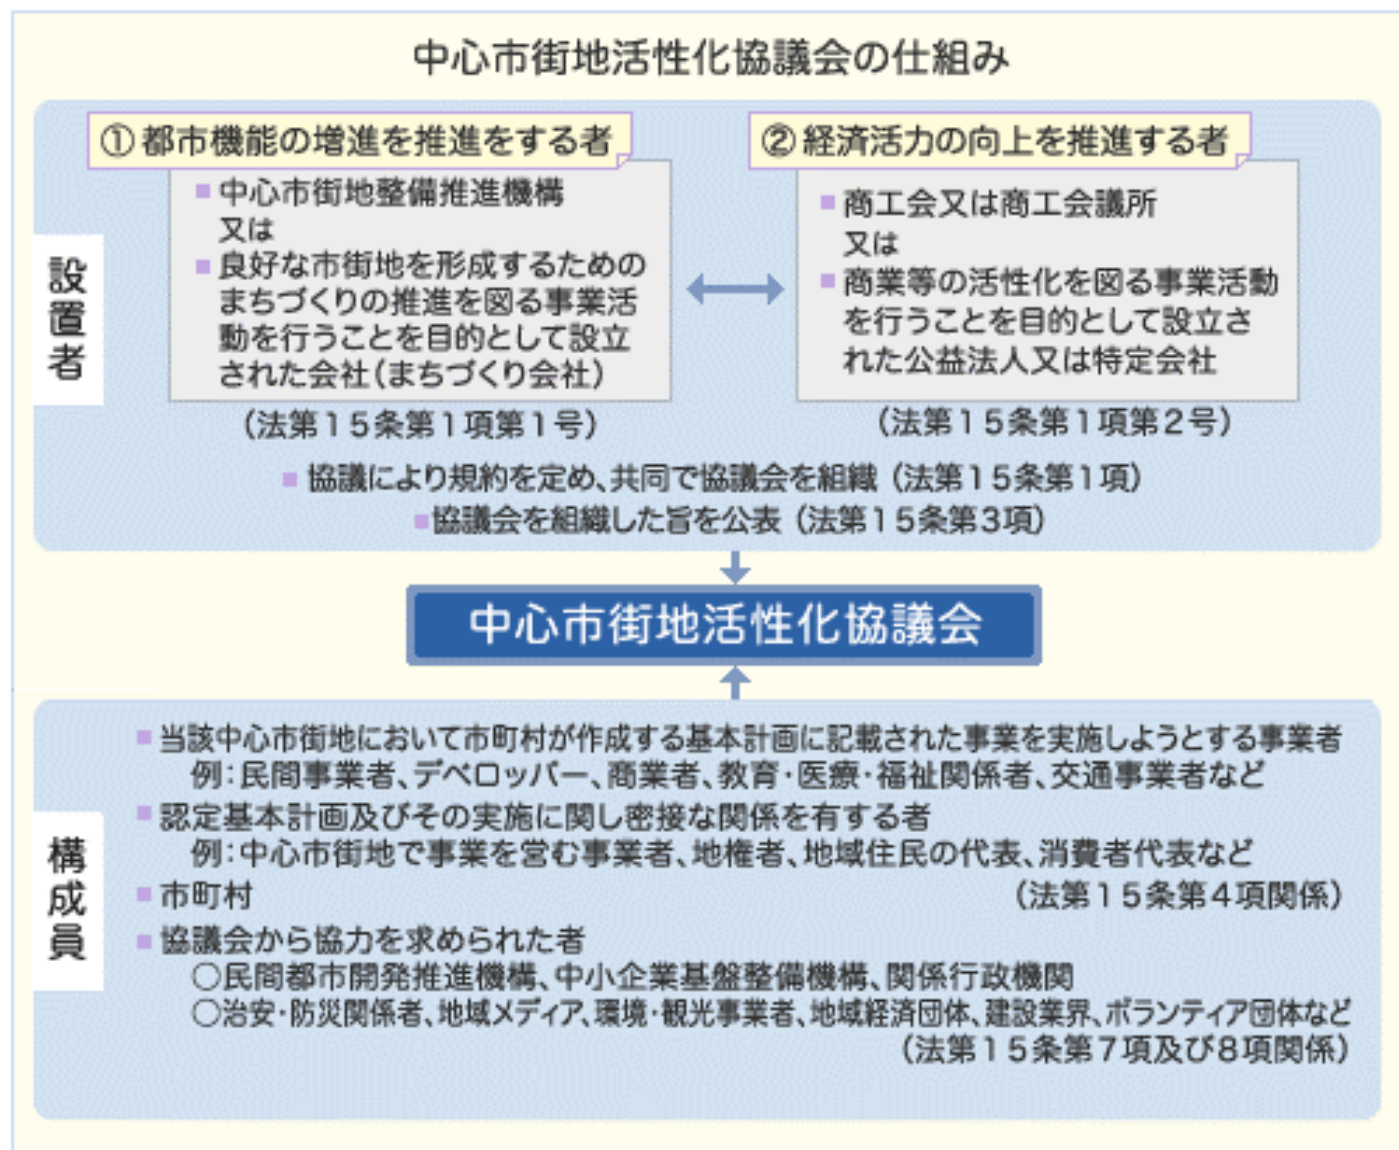 中心市街地活性化協議会の仕組み
① 都市機能の増進を推進をする者
■ 中心市街地整備推進機構
又は
■ 良好な市街地を形成するための
まちづくりの推進を図る事業活
動を行うことを目的として設立
された会社(まちづくり会社)
(法第15条第1項第1号)
② 経済活力の向上を推進する者
■ 商工会又は商工会議所
又は
■ 商業等の活性化を図る事業活動
を行うことを目的として設立さ
れた公益法人又は特定会社
(法第15条第1項第2号)
設置者
■ 協議により規約を定め、共同で協議会を組織(法第15条第1項)
■協議会を組織した旨を公表(法第15条第3項)
中心市街地活性化協議会
構成員
■ 当該中心市街地において市町村が作成する基本計画に記載された事業を実施しようとする事業者
例:民間事業者、デベロッパー、商業者、教育・医療・福祉関係者、交通事業者など
■ 認定基本計画及びその実施に関し密接な関係を有する者
例:中心市街地で事業を営む事業者、地権者、地域住民の代表、消費者代表など
■ 市町村 (法第15条第4項関係)
■ 協議会から協力を求められた者
○民間都市開発推進機構、中小企業基盤整備機構、関係行政機関
○治安・防災関係者、地域メディア、環境・観光事業者、地域経済団体、建設業界、ボランティア団体など
(法第15条第7項及び8項関係)